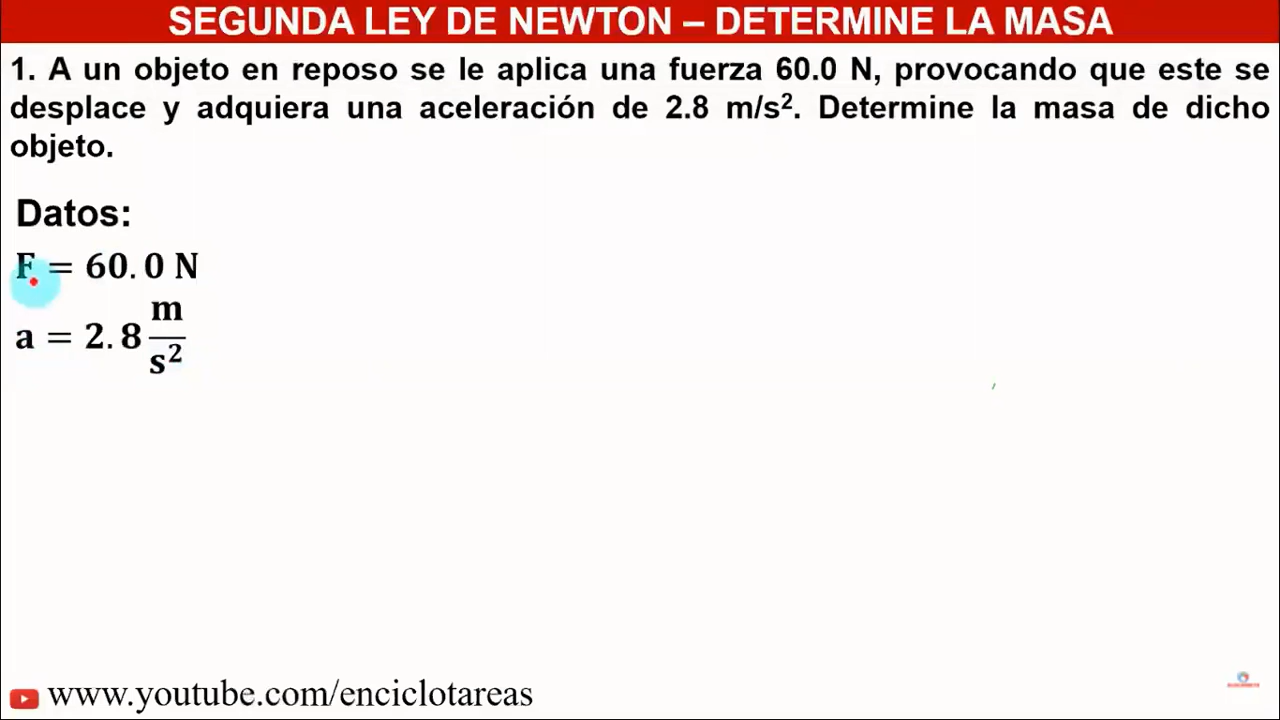 SEGUNDA LEY DE NEWTON – DETERMINE LA MASA
1. A un objeto en reposo se le aplica una fuerza 60.0 N, provocando que este se
desplace y adquiera una aceleración de 2.8 m/s². Determine la masa de dicho
objeto.
Datos:
F = 60.0 N
a = 2.8 m/s²
www.youtube.com/enciclotareas